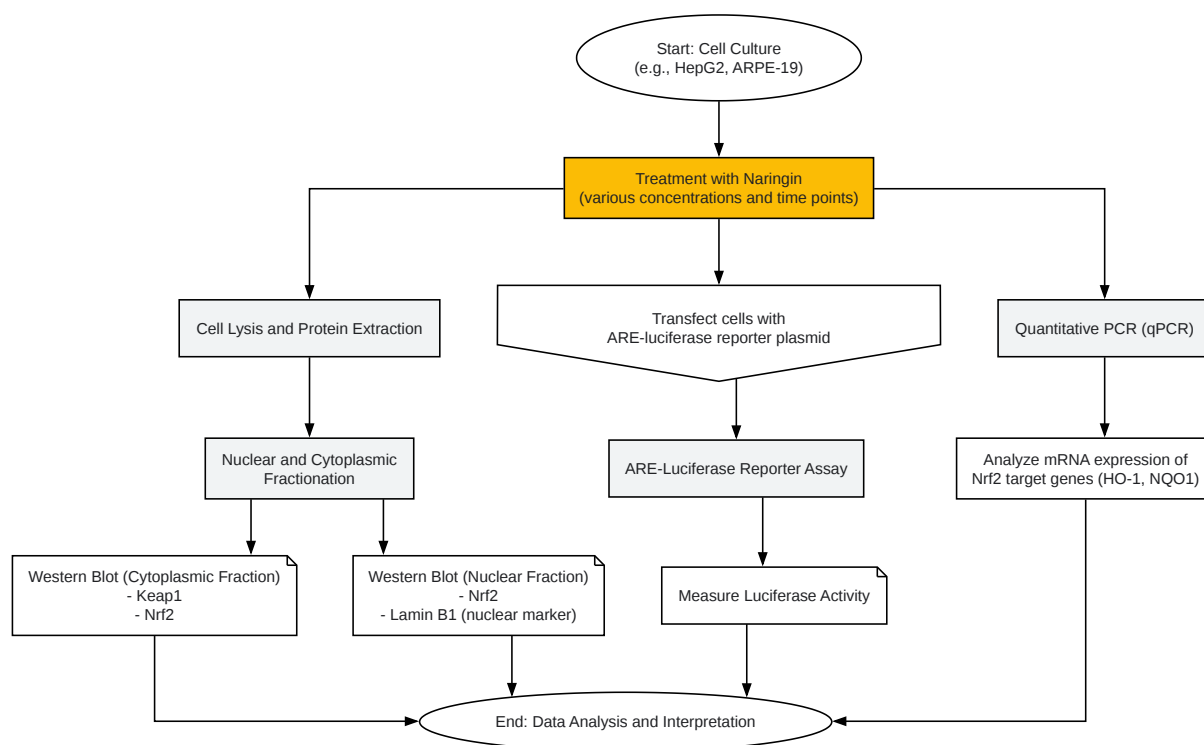 Start: Cell Culture
(e.g., HepG2, ARPE-19)
Treatment with Naringin
(various concentrations and time points)
Cell Lysis and Protein Extraction
Transfect cells with
ARE-luciferase reporter plasmid
Quantitative PCR (qPCR)
Nuclear and Cytoplasmic
Fractionation
ARE-Luciferase Reporter Assay
Analyze mRNA expression of
Nrf2 target genes (HO-1, NQO1)
Western Blot (Cytoplasmic Fraction)
- Keap1
- Nrf2
Western Blot (Nuclear Fraction)
- Nrf2
- Lamin B1 (nuclear marker)
Measure Luciferase Activity
End: Data Analysis and Interpretation